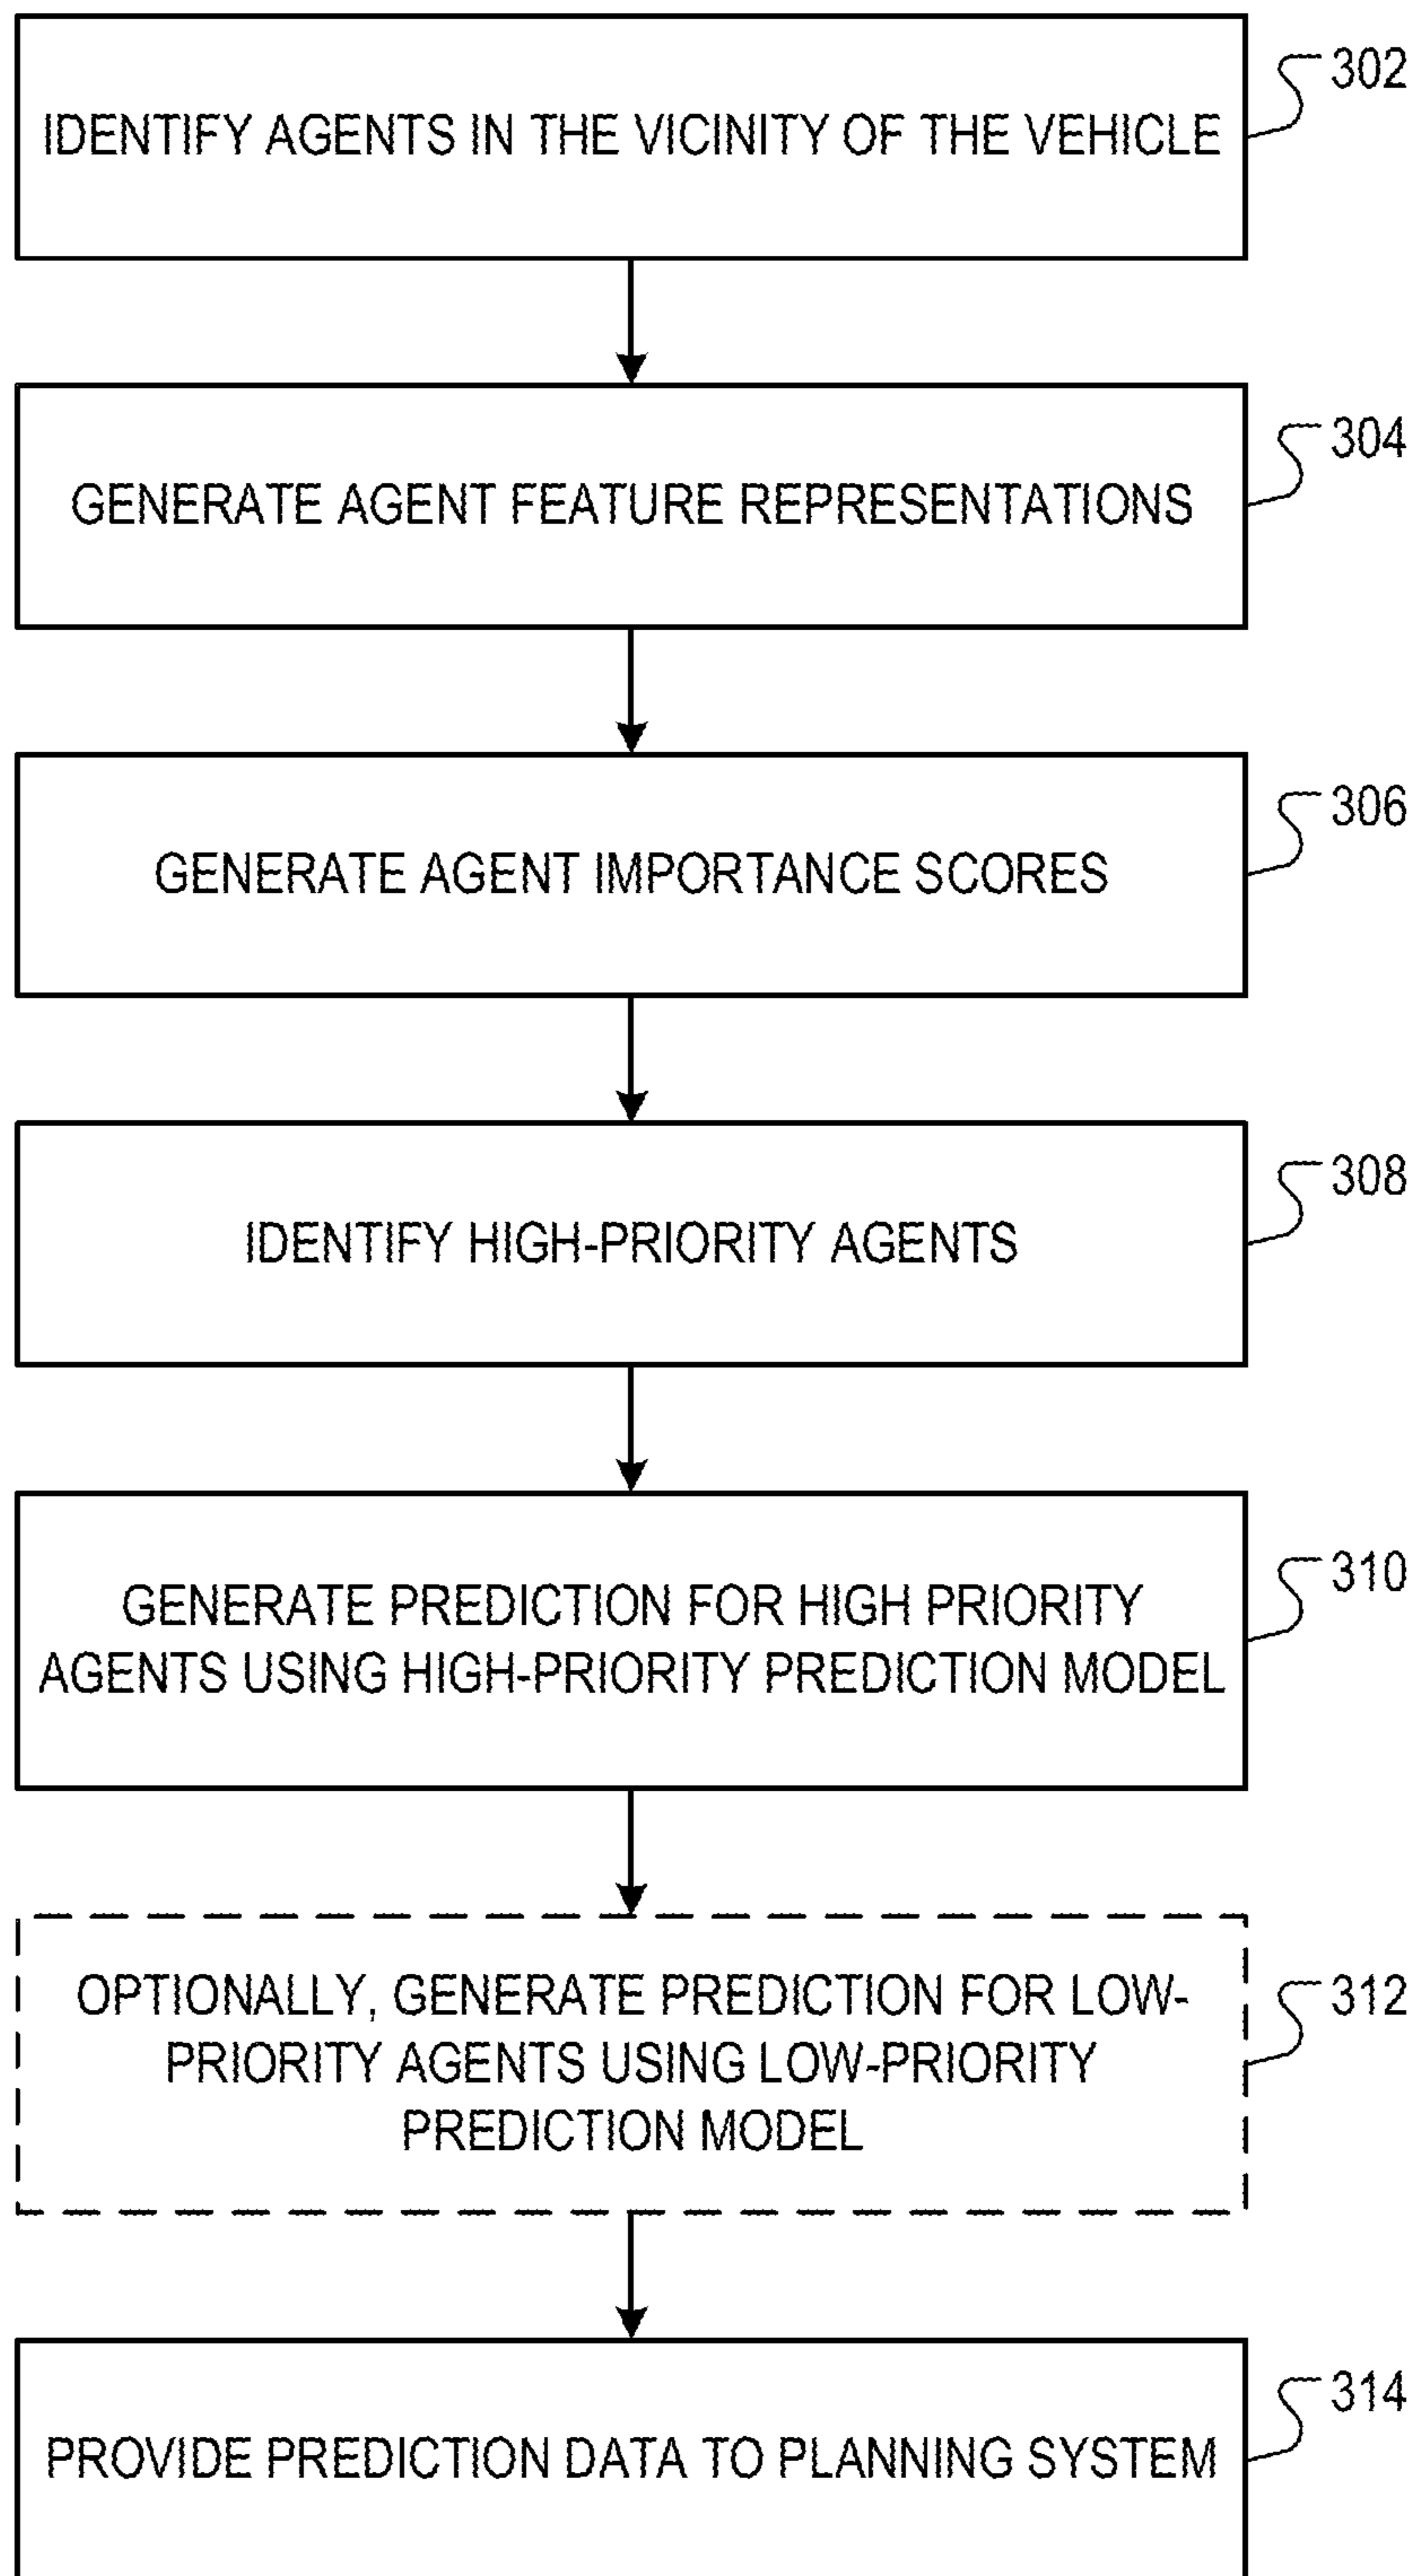 302
IDENTIFY AGENTS IN THE VICINITY OF THE VEHICLE
304
GENERATE AGENT FEATURE REPRESENTATIONS
306
GENERATE AGENT IMPORTANCE SCORES
308
IDENTIFY HIGH-PRIORITY AGENTS
310
GENERATE PREDICTION FOR HIGH PRIORITY
AGENTS USING HIGH-PRIORITY PREDICTION MODEL
312
OPTIONALLY, GENERATE PREDICTION FOR LOW-
PRIORITY AGENTS USING LOW-PRIORITY
PREDICTION MODEL
314
PROVIDE PREDICTION DATA TO PLANNING SYSTEM